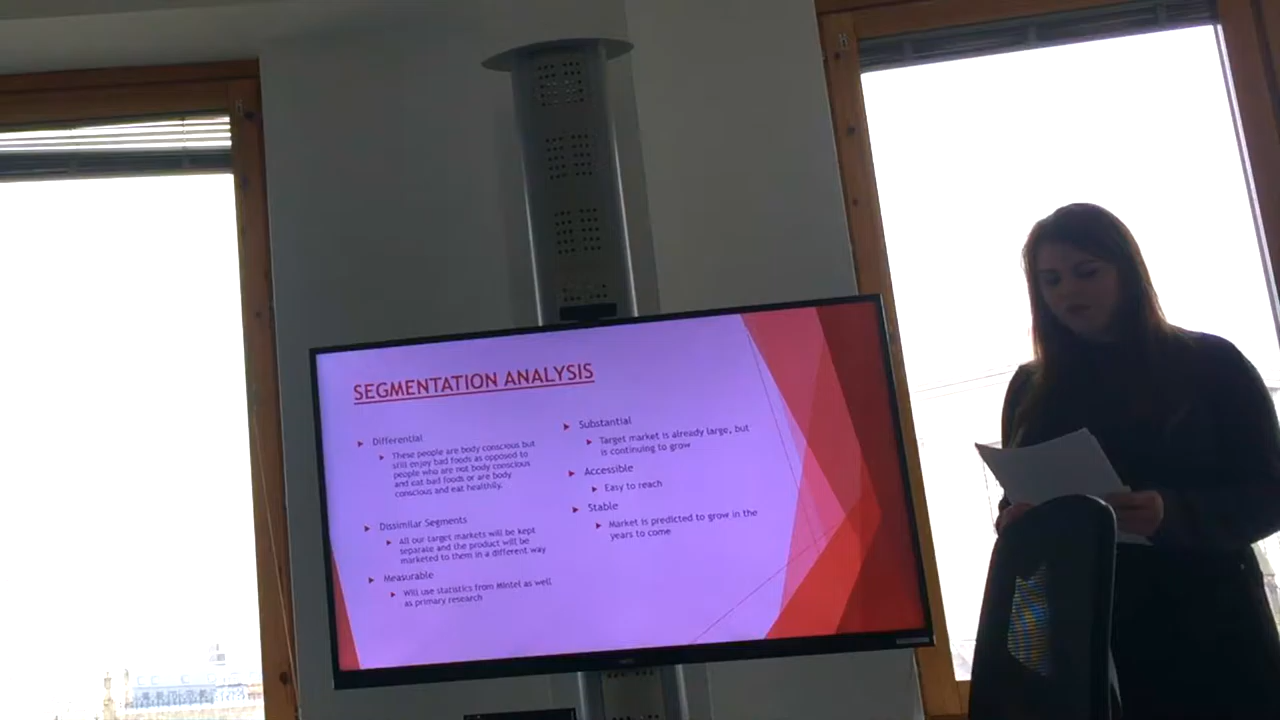 SEGMENTATION ANALYSIS
Differential
These people are body conscious but
still enjoy bad foods as opposed to
people who are not body conscious
and eat bad foods or are body
conscious and eat healthily.
Dissimilar Segments
All our target markets will be kept
separate and the product will be
marketed to them in a different way
Measurable
Will use statistics from Mintel as well
as primary research
Substantial
Target market is already large, but
is continuing to grow
Accessible
Easy to reach
Stable
Market is predicted to grow in the
years to come